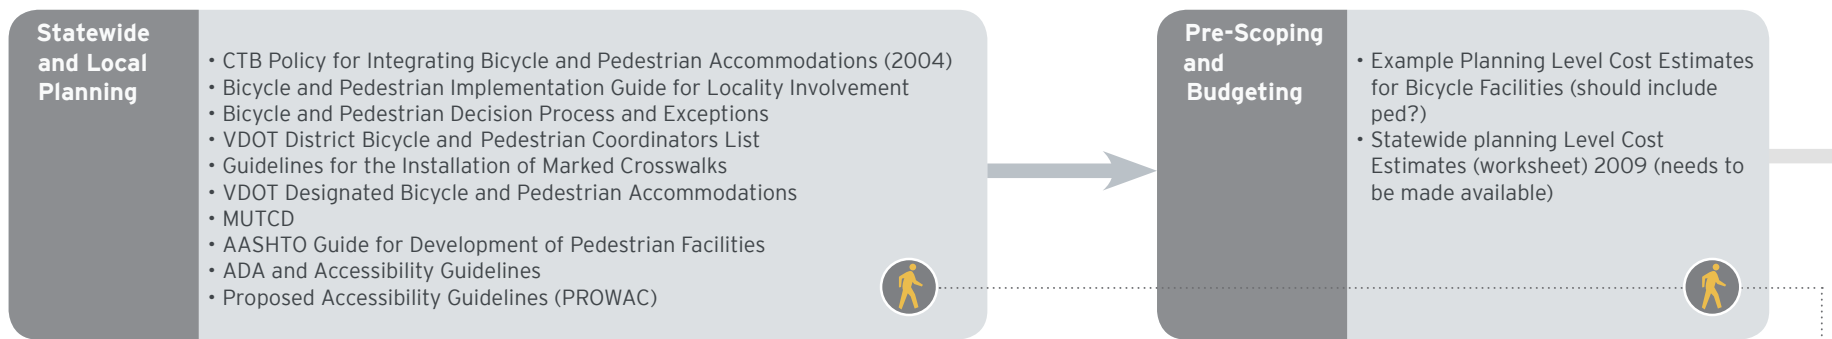 Statewide
and Local
Planning
• CTB Policy for Integrating Bicycle and Pedestrian Accommodations (2004)
• Bicycle and Pedestrian Implementation Guide for Locality Involvement
• Bicycle and Pedestrian Decision Process and Exceptions
• VDOT District Bicycle and Pedestrian Coordinators List
• Guidelines for the Installation of Marked Crosswalks
• VDOT Designated Bicycle and Pedestrian Accommodations
• MUTCD
• AASHTO Guide for Development of Pedestrian Facilities
• ADA and Accessibility Guidelines
• Proposed Accessibility Guidelines (PROWAC)
Pre-Scoping
and
Budgeting
• Example Planning Level Cost Estimates
for Bicycle Facilities (should include
ped?)
• Statewide planning Level Cost
Estimates (worksheet) 2009 (needs to
be made available)